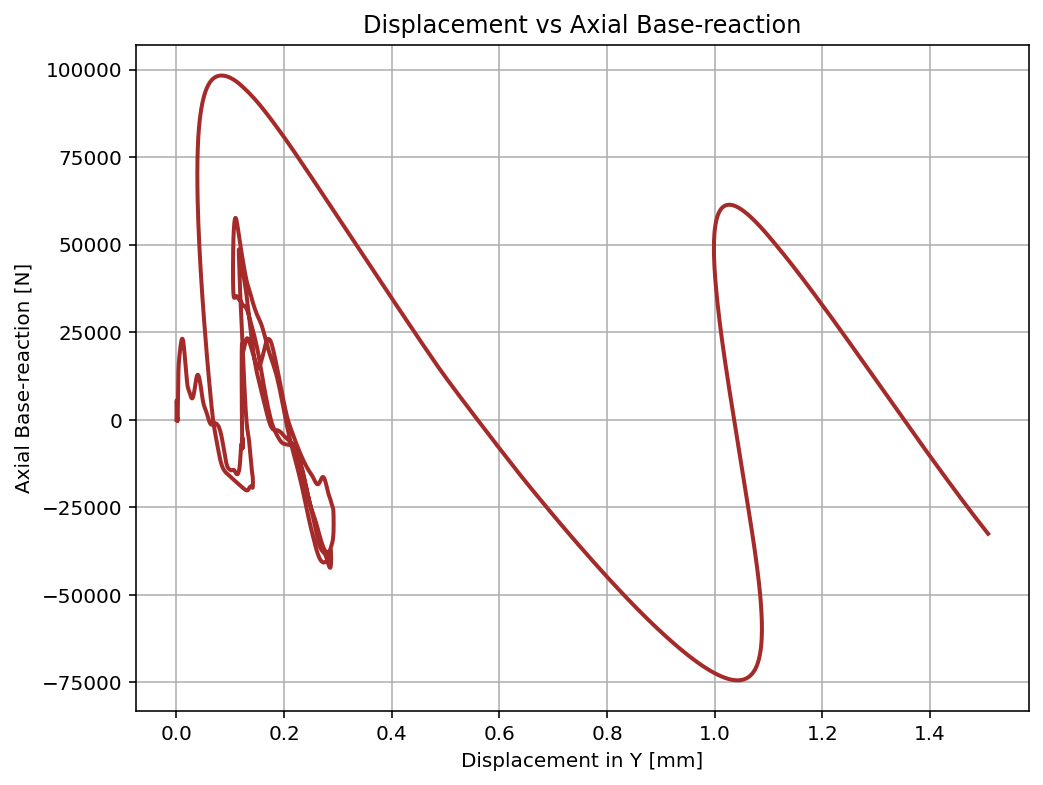 Displacement vs Axial Base-reaction
100000
75000
50000
25000
0
−25000
−50000
−75000
Axial Base-reaction [N]
0.0 0.2 0.4 0.6 0.8 1.0 1.2 1.4
Displacement in Y [mm]